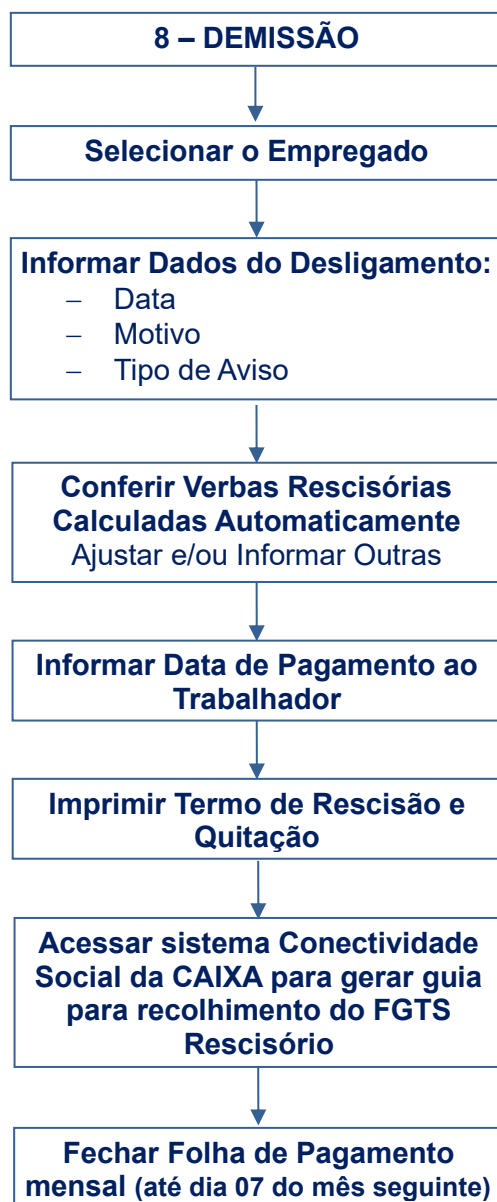 8 – DEMISSÃO
Selecionar o Empregado
Informar Dados do Desligamento:
– Data
– Motivo
– Tipo de Aviso
Conferir Verbas Rescisórias
Calculadas Automaticamente
Ajustar e/ou Informar Outras
Informar Data de Pagamento ao
Trabalhador
Imprimir Termo de Rescisão e
Quitação
Acessar sistema Conectividade
Social da CAIXA para gerar guia
para recolhimento do FGTS
Rescisório
Fechar Folha de Pagamento
mensal (até dia 07 do mês seguinte)